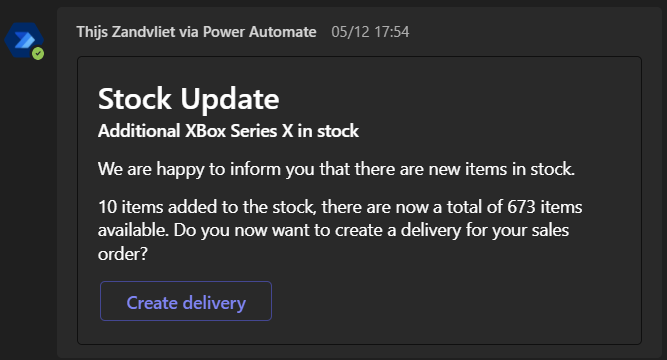 Thijs Zandvliet via Power Automate 05/12 17:54
Stock Update
Additional XBox Series X in stock
We are happy to inform you that there are new items in stock.
10 items added to the stock, there are now a total of 673 items
available. Do you now want to create a delivery for your sales
order?
Create delivery